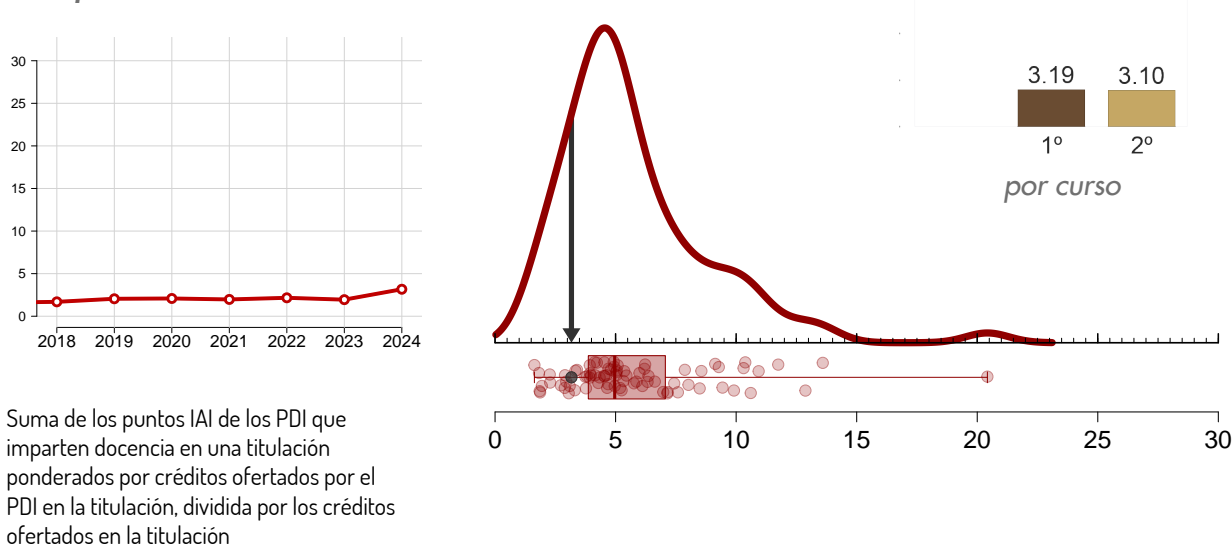 30
25
20
15
10
5
0
2018 2019 2020 2021 2022 2023 2024
Suma de los puntos IAI de los PDI que
imparten docencia en una titulación
ponderados por créditos ofertados por el
PDI en la titulación, dividida por los créditos
ofertados en la titulación
3.19 3.10
1º 2º
por curso
0 5 10 15 20 25 30